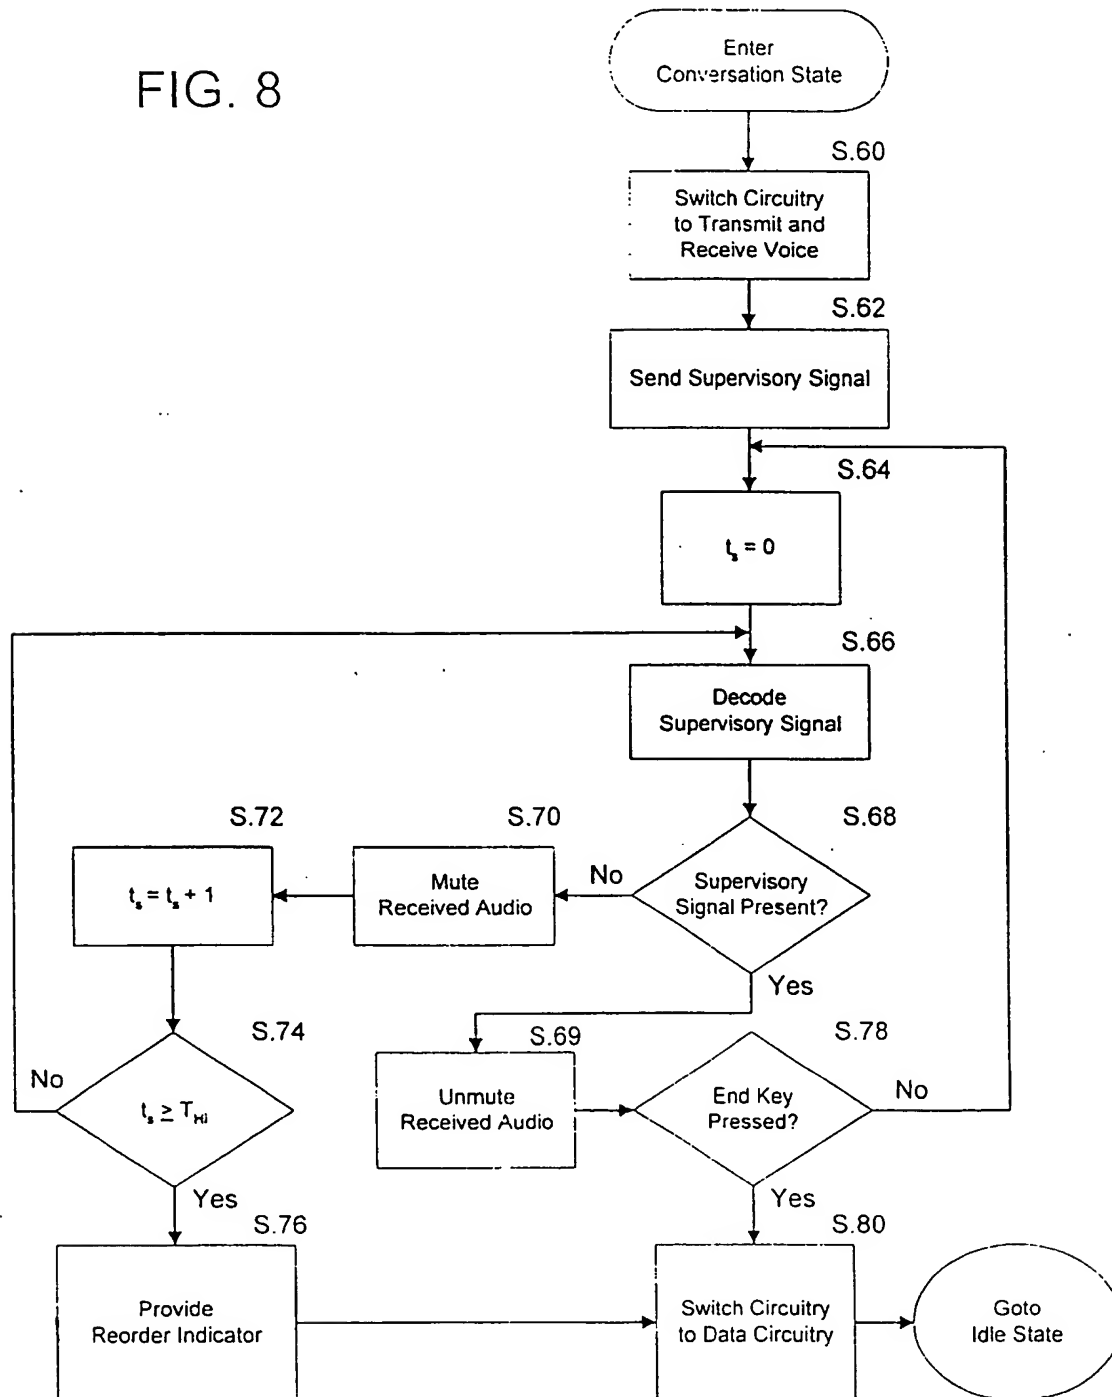 FIG. 8
Enter
Conversation State
S.60
Switch Circuitry
to Transmit and
Receive Voice
S.62
Send Supervisory Signal
S.64
tₛ = 0
S.66
Decode
Supervisory Signal
S.68
Supervisory
Signal Present?
No
Yes
S.70
Mute
Received Audio
S.72
tₛ = tₛ + 1
S.74
tₛ ≥ T
No
Yes
S.69
Unmute
Received Audio
S.78
End Key
Pressed?
No
Yes
S.76
Provide
Reorder Indicator
S.80
Switch Circuitry
to Data Circuitry
Goto
Idle State